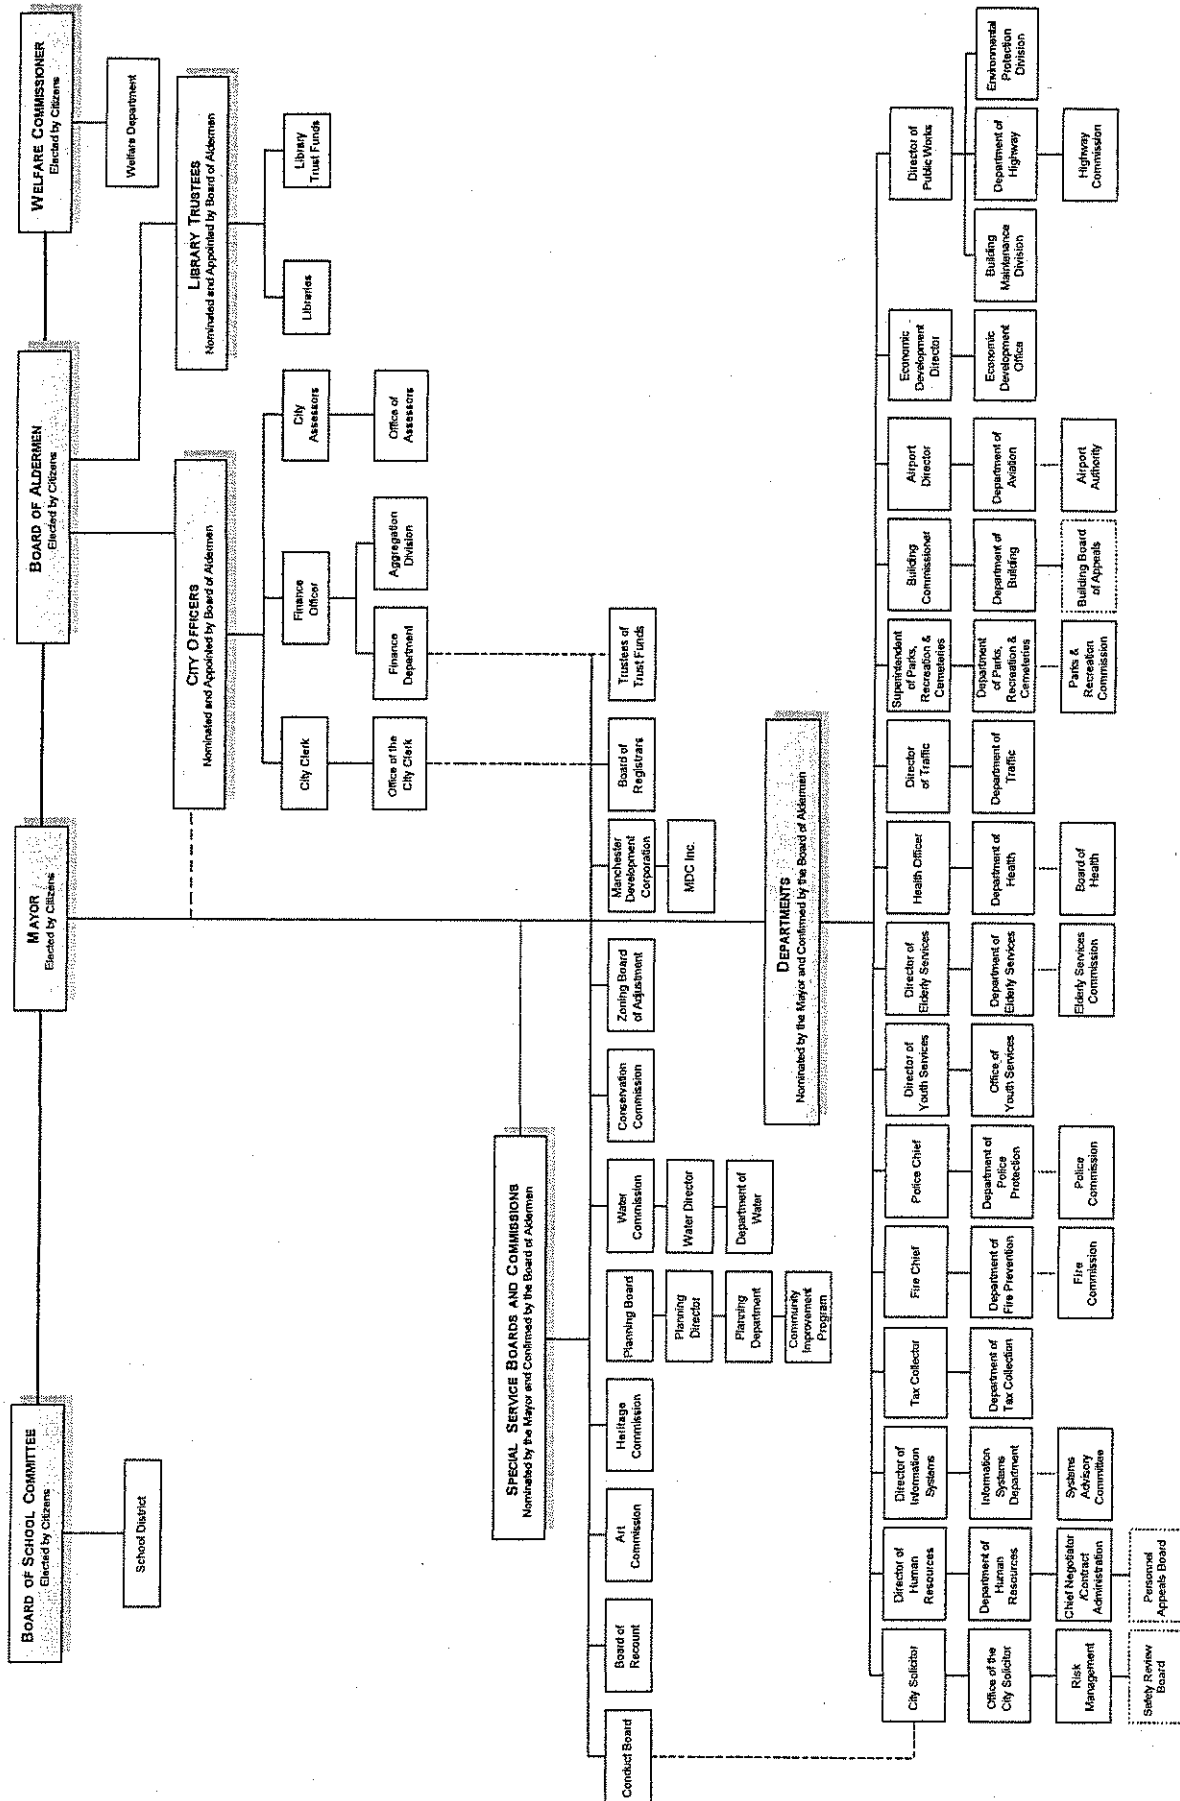 BOARD OF SCHOOL COMMITTEE
Elected by Citizens
School District
MAYOR
Elected by Citizens
BOARD OF ALDERMEN
Elected by Citizens
WELFARE COMMISSIONER
Elected by Citizens
Welfare Department
CITY OFFICERS
Nominated and Appointed by Board of Aldermen
LIBRARY TRUSTEES
Nominated and Appointed by Board of Aldermen
City Clerk
Finance
Officer
City
Assessors
Libraries
Library
Trust Funds
Office of the
City Clerk
Finance
Department
Aggregation
Division
Office of
Assessors
SPECIAL SERVICE BOARDS AND COMMISSIONS
Nominated by the Mayor and Confirmed by the Board of Aldermen
Conduct Board
Board of
Recount
Art
Commission
Heritage
Commission
Planning Board
Water
Commission
Conservation
Commission
Zoning Board
of Adjustment
Manchester
Development
Corporation
Board of
Registrars
Trustees of
Trust Funds
Planning
Director
Water Director
MDC Inc.
Planning
Department
Department of
Water
Community
Improvement
Program
DEPARTMENTS
Nominated by the Mayor and Confirmed by the Board of Aldermen
City Solicitor
Director of
Human
Resources
Director of
Information
Systems
Tax Collector
Fire Chief
Police Chief
Director of
Youth Services
Director of
Elderly Services
Health Officer
Director
of Traffic
Superintendent
of Parks,
Recreation &
Cemeteries
Building
Commissioner
Airport
Director
Economic
Development
Director
Director of
Public Works
Office of the
City Solicitor
Department of
Human
Resources
Information
Systems
Department
Department of
Tax Collection
Department of
Fire Prevention
Department of
Police
Protection
Office of
Youth Services
Department of
Elderly Services
Department of
Health
Department of
Traffic
Department
of Parks,
Recreation &
Cemeteries
Department of
Building
Department of
Aviation
Economic
Development
Office
Building
Maintenance
Division
Department of
Highway
Environmental
Protection
Division
Risk
Management
Chief Negotiator
/Contract
Administration
Systems
Advisory
Committee
Fire
Commission
Police
Commission
Elderly Services
Commission
Board of
Health
Parks &
Recreation
Commission
Building Board
of Appeals
Airport
Authority
Highway
Commission
Safety Review
Board
Personnel
Appeals Board